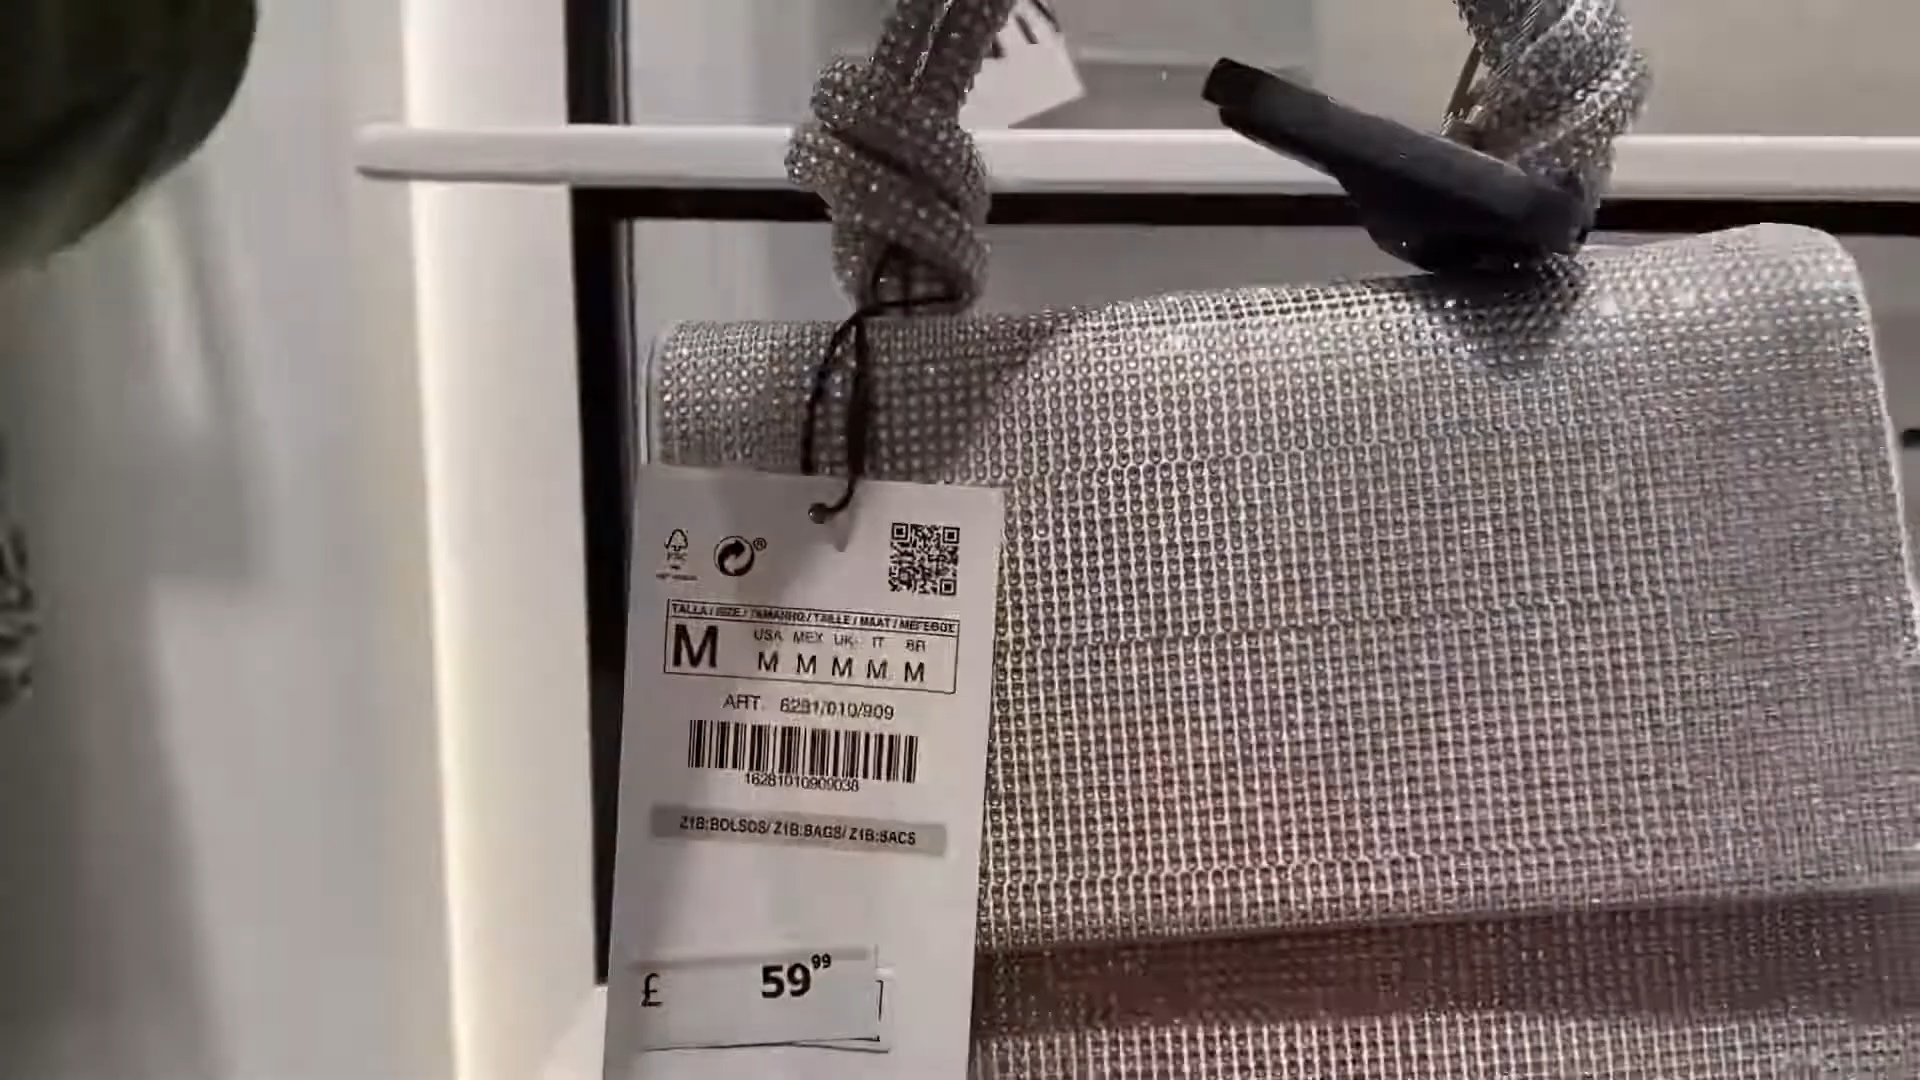 FSC
®
TALLA / SIZE / TAMANHO / TAILLE / MAAT / ΜΕΓΕΘΟΣ
M
USA MEX UK IT BR
M M M M M
ART. 6281/010/909
16281010909038
Z1B:BOLSOS/ Z1B:BAGS/ Z1B:SACS
£ 59⁹⁹